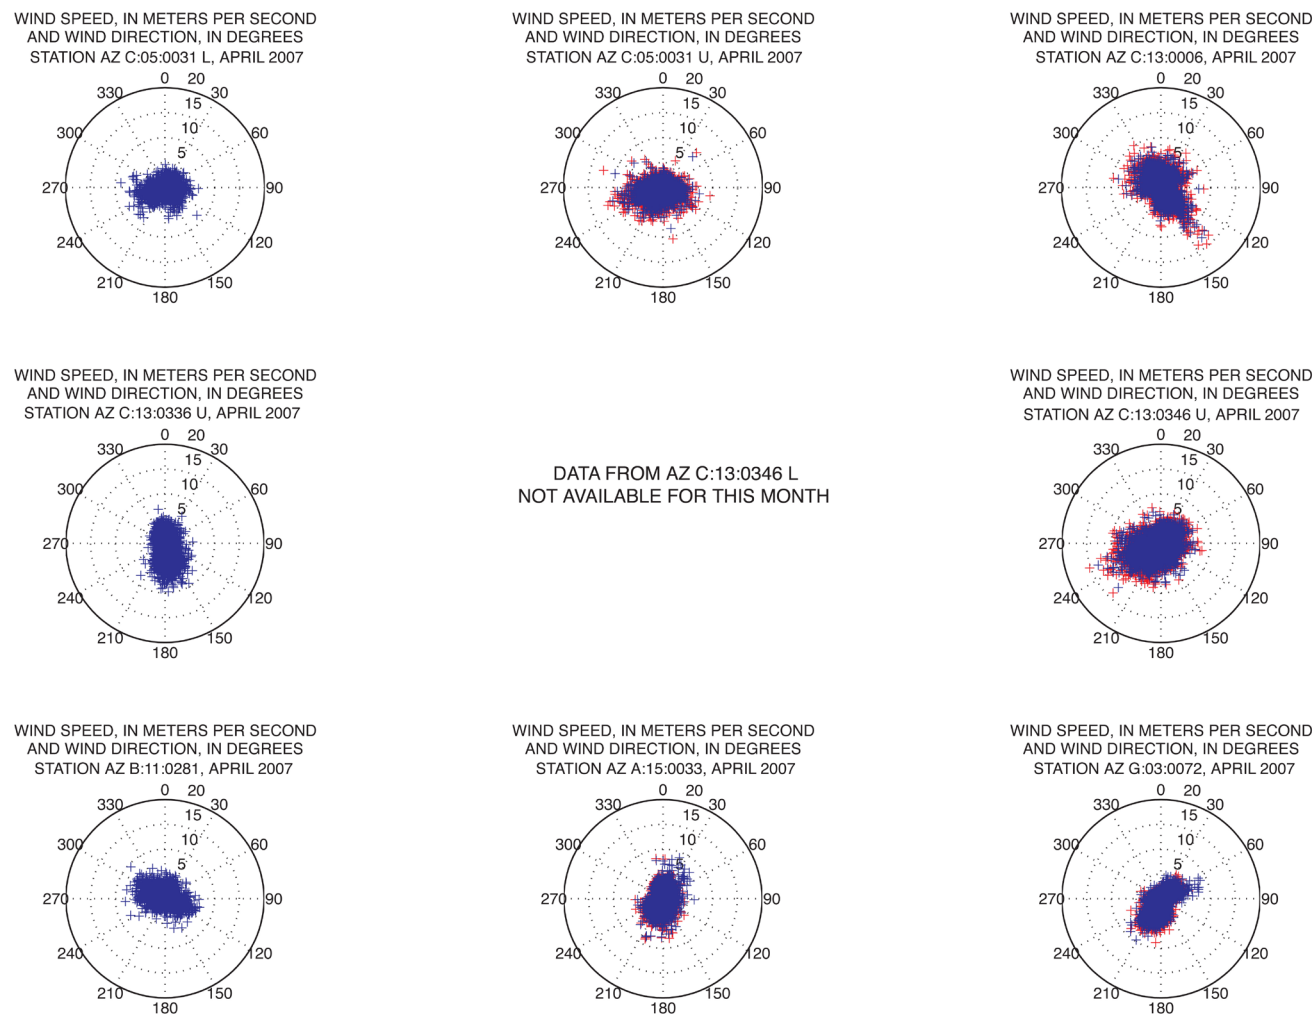 WIND SPEED, IN METERS PER SECOND
AND WIND DIRECTION, IN DEGREES
STATION AZ C:05:0031 L, APRIL 2007
0 20
330 30
15
300 10 60
5
270 90
240 120
210 150
180
WIND SPEED, IN METERS PER SECOND
AND WIND DIRECTION, IN DEGREES
STATION AZ C:05:0031 U, APRIL 2007
0 20
330 30
15
300 10 60
5
270 90
240 120
210 150
180
WIND SPEED, IN METERS PER SECOND
AND WIND DIRECTION, IN DEGREES
STATION AZ C:13:0006, APRIL 2007
0 20
330 30
15
300 10 60
5
270 90
240 120
210 150
180
WIND SPEED, IN METERS PER SECOND
AND WIND DIRECTION, IN DEGREES
STATION AZ C:13:0336 U, APRIL 2007
0 20
330 30
15
300 10 60
5
270 90
240 120
210 150
180
DATA FROM AZ C:13:0346 L
NOT AVAILABLE FOR THIS MONTH
WIND SPEED, IN METERS PER SECOND
AND WIND DIRECTION, IN DEGREES
STATION AZ C:13:0346 U, APRIL 2007
0 20
330 30
15
300 10 60
5
270 90
240 120
210 150
180
WIND SPEED, IN METERS PER SECOND
AND WIND DIRECTION, IN DEGREES
STATION AZ B:11:0281, APRIL 2007
0 20
330 30
15
300 10 60
5
270 90
240 120
210 150
180
WIND SPEED, IN METERS PER SECOND
AND WIND DIRECTION, IN DEGREES
STATION AZ A:15:0033, APRIL 2007
0 20
330 30
15
300 10 60
5
270 90
240 120
210 150
180
WIND SPEED, IN METERS PER SECOND
AND WIND DIRECTION, IN DEGREES
STATION AZ G:03:0072, APRIL 2007
0 20
330 30
15
300 10 60
5
270 90
240 120
210 150
180